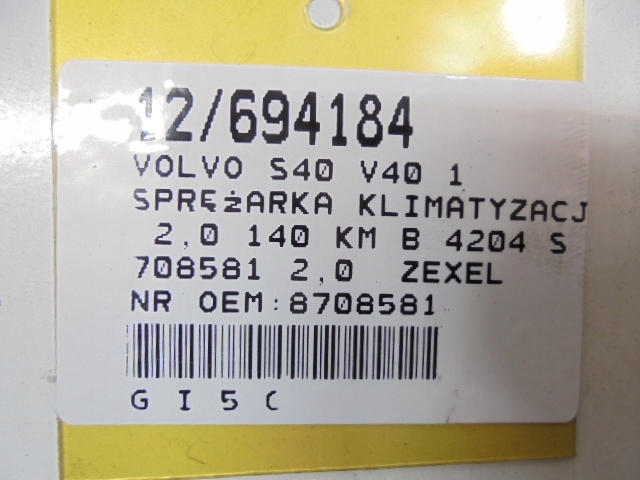 12/694184
VOLVO S40 V40 1
SPRĘżARKA KLIMATYZACJ
2,0 140 KM B 4204 S
708581 2,0 ZEXEL
NR OEM:8708581
G I 5 C